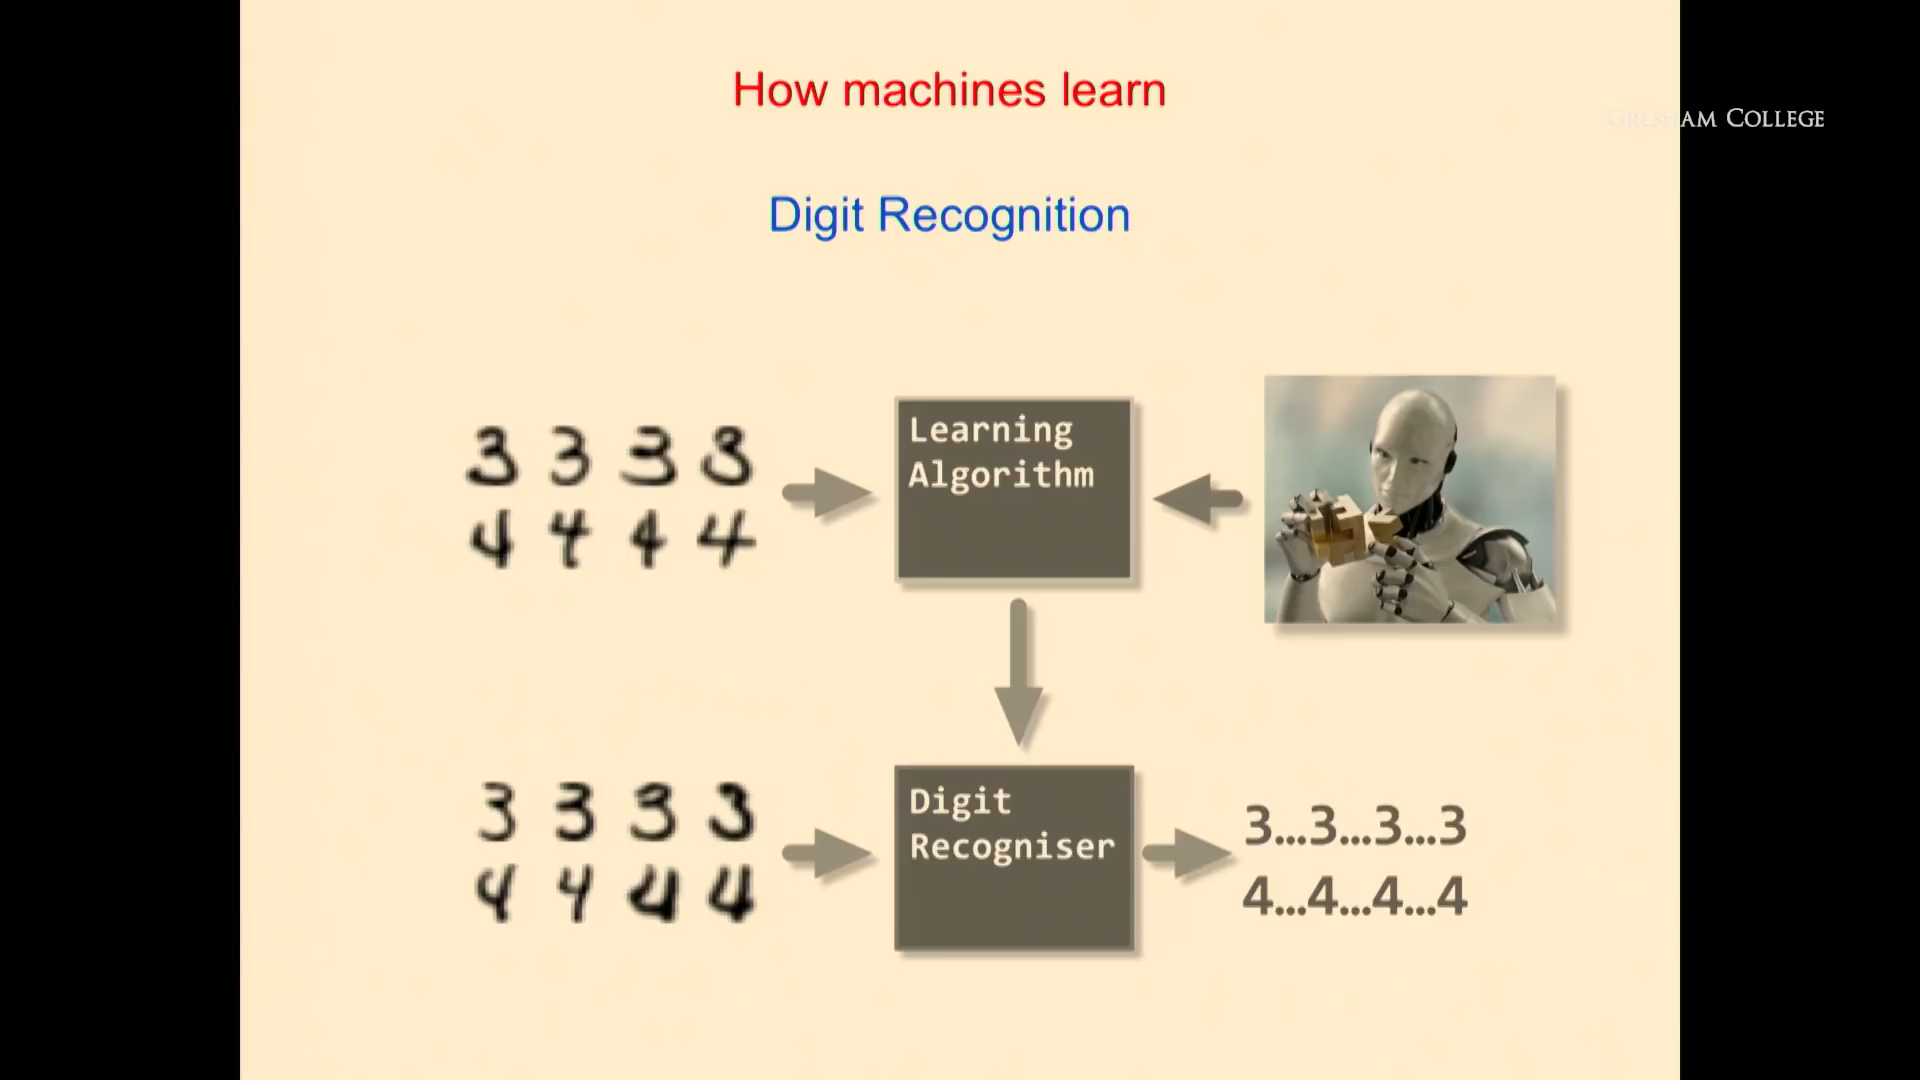 How machines learn
GRESHAM COLLEGE
Digit Recognition
3 3 3 3
4 4 4 4
Learning
Algorithm
3 3 3 3
4 4 4 4
Digit
Recogniser
3...3...3...3
4...4...4...4